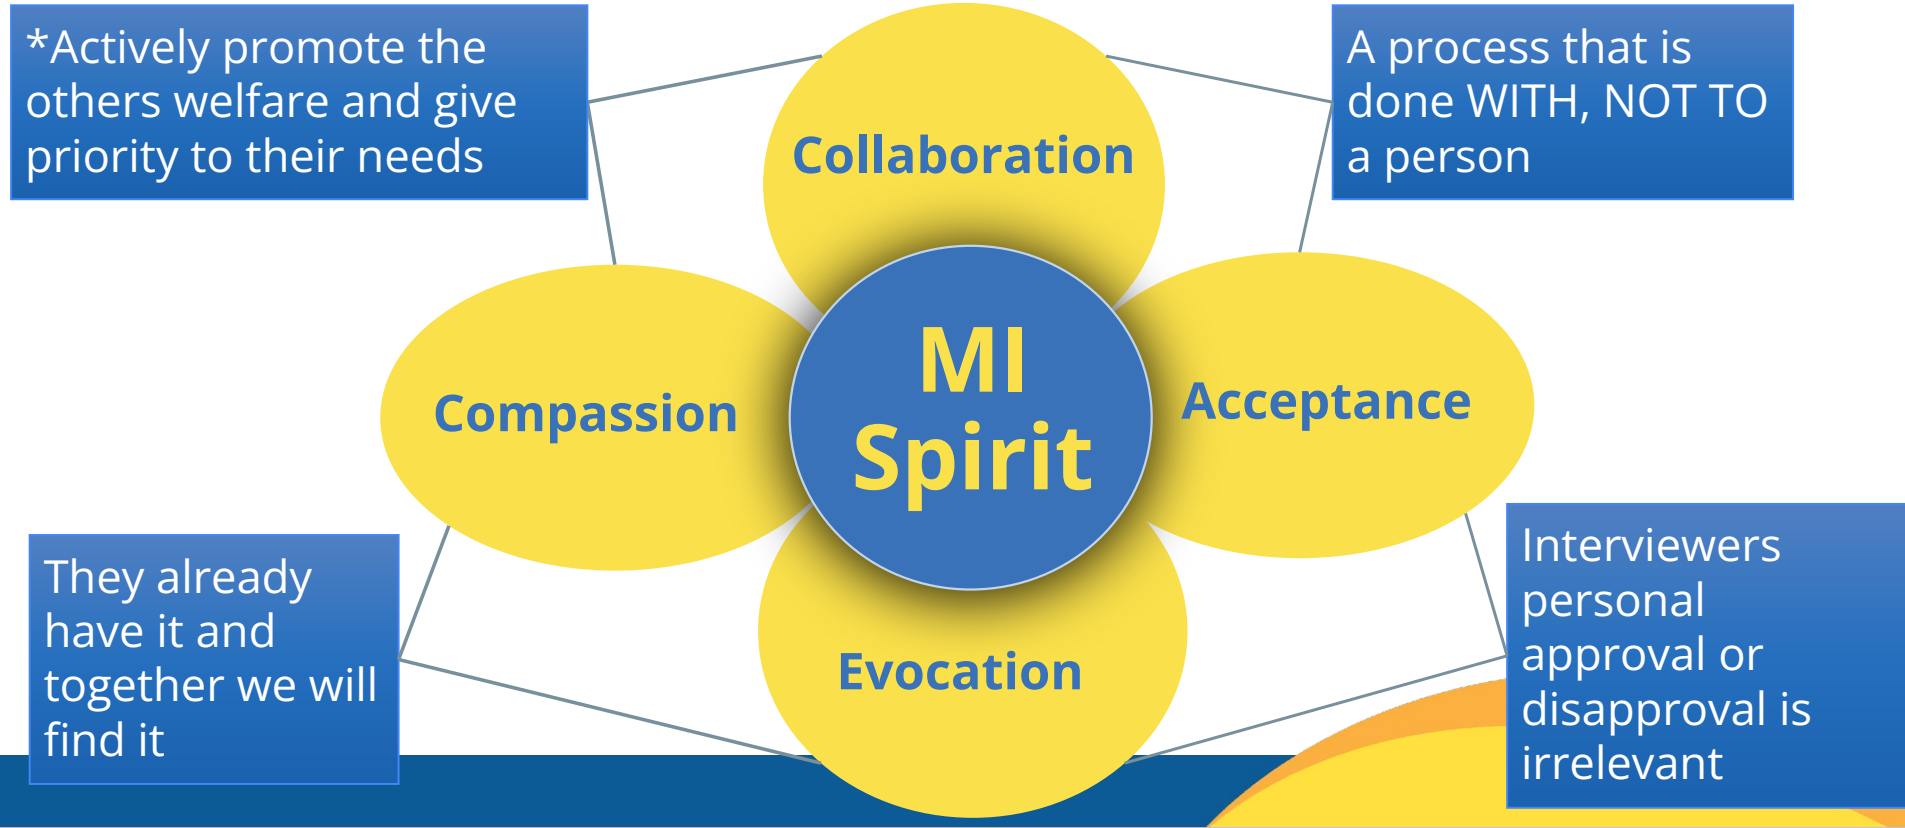 *Actively promote the
others welfare and give
priority to their needs
Collaboration
A process that is
done WITH, NOT TO
a person
Compassion
MI
Spirit
Acceptance
They already
have it and
together we will
find it
Evocation
Interviewers
personal
approval or
disapproval is
irrelevant